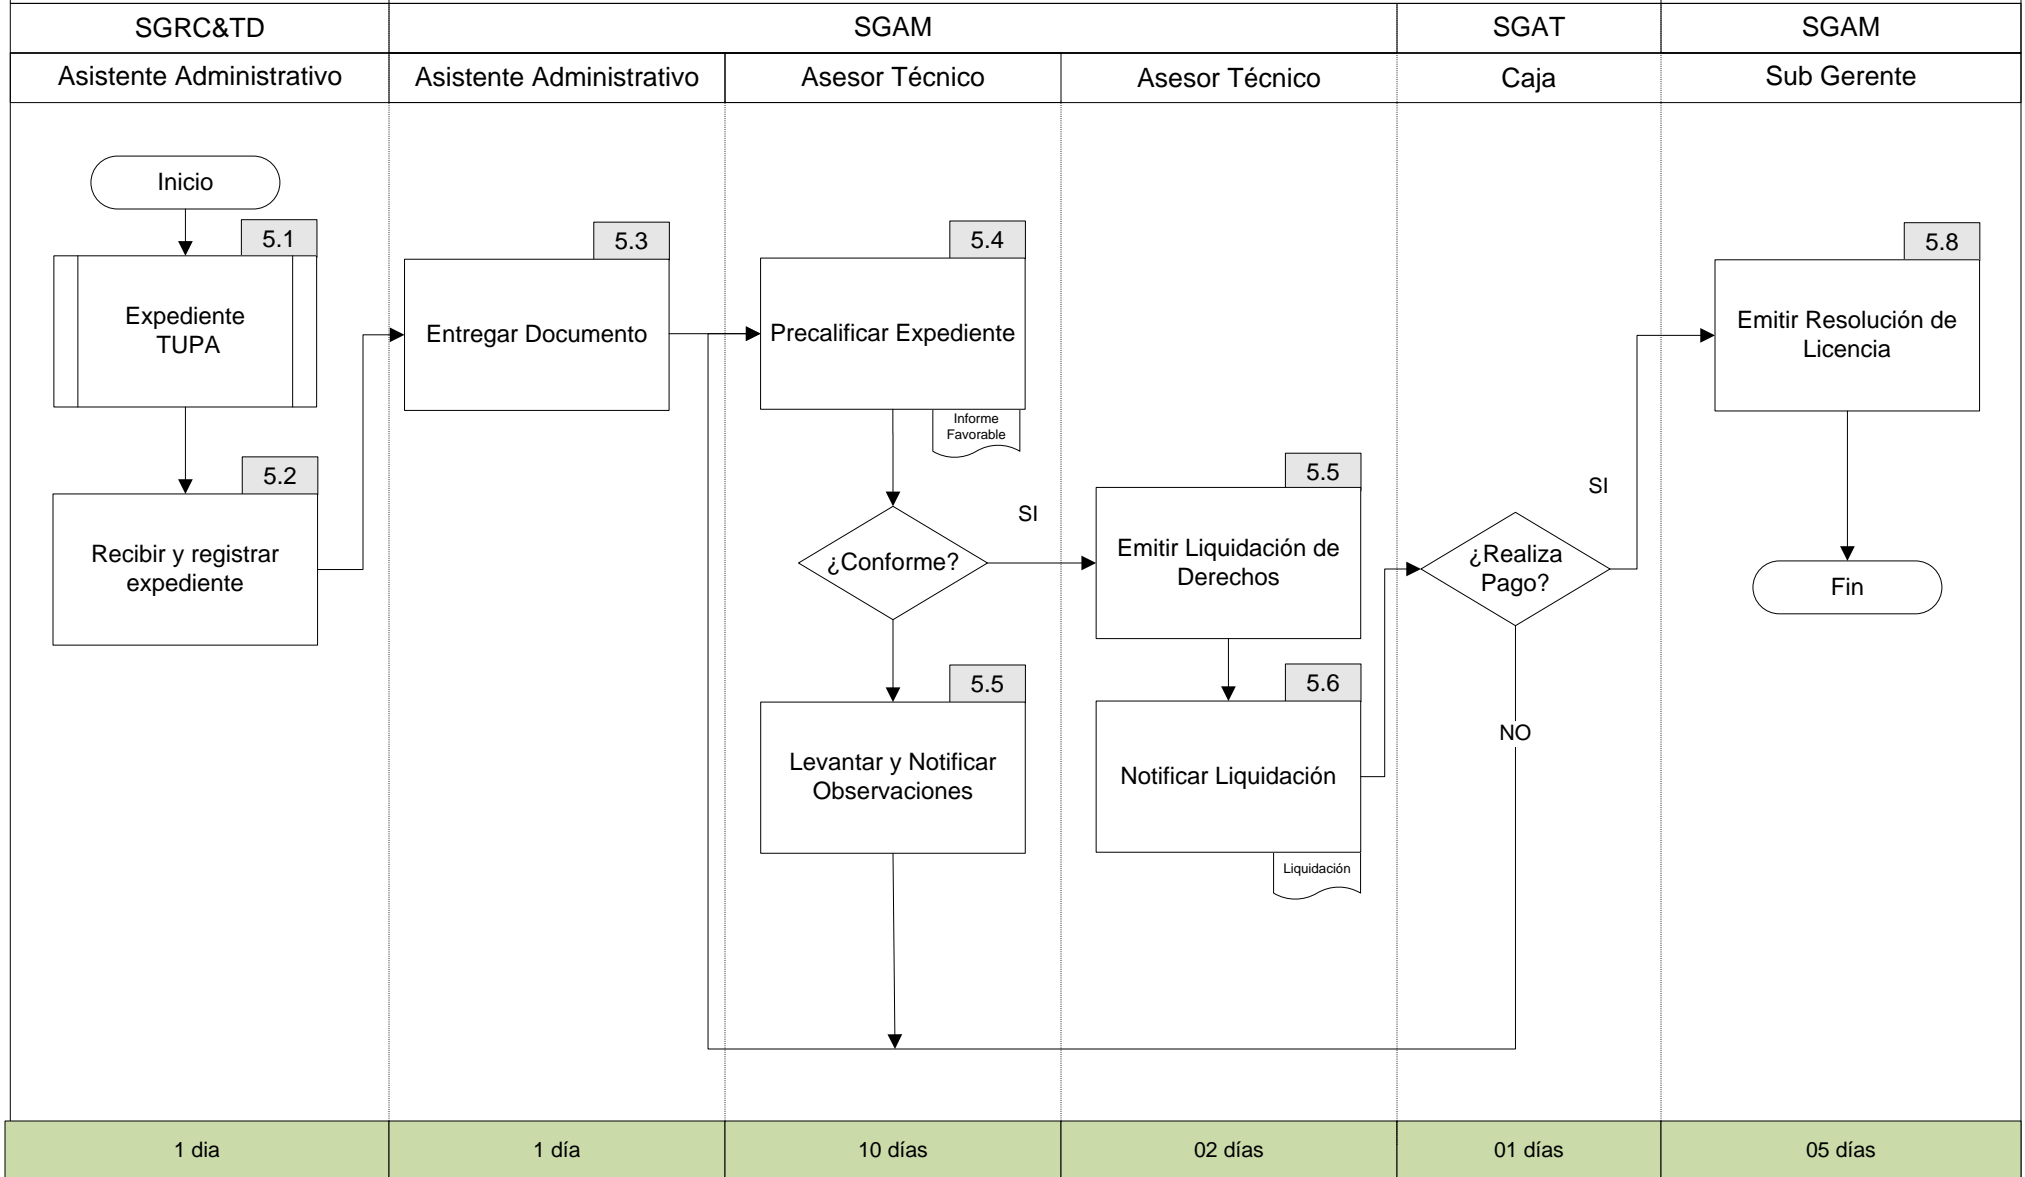 SGRC&TD
SGAM
SGAT
SGAM
Asistente Administrativo
Asistente Administrativo
Asesor Técnico
Asesor Técnico
Caja
Sub Gerente
Inicio
5.1
Expediente
TUPA
5.2
Recibir y registrar
expediente
5.3
Entregar Documento
5.4
Precalificar Expediente
Informe
Favorable
¿Conforme?
SI
5.5
Levantar y Notificar
Observaciones
5.5
Emitir Liquidación de
Derechos
5.6
Notificar Liquidación
Liquidación
¿Realiza
Pago?
SI
NO
5.8
Emitir Resolución de
Licencia
Fin
1 dia
1 día
10 días
02 días
01 días
05 días